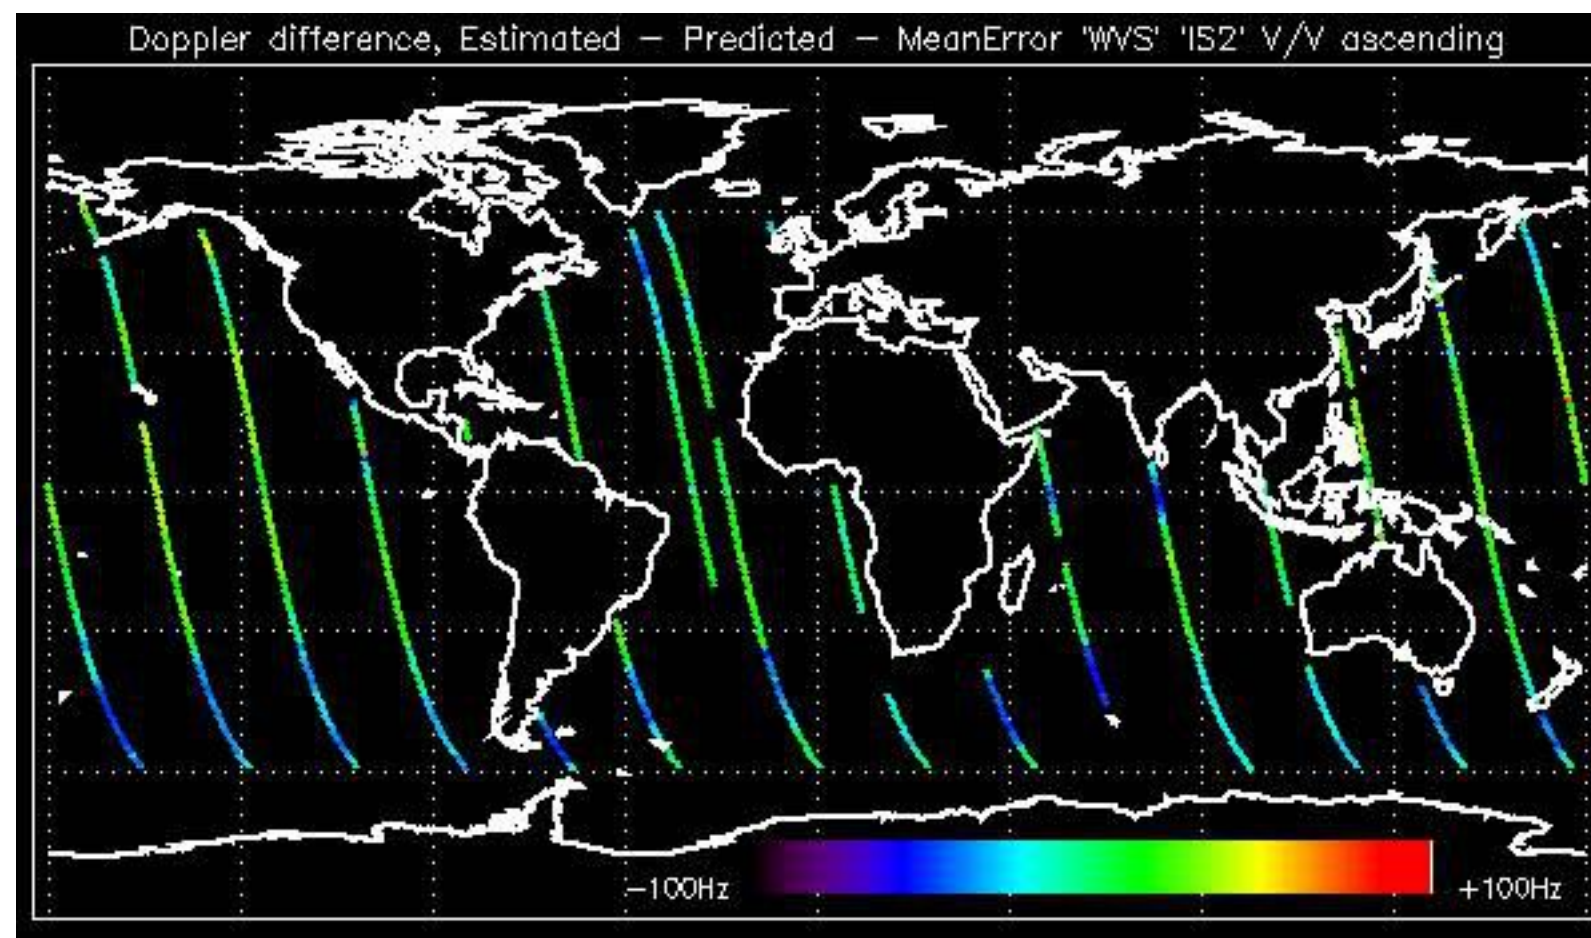 Doppler difference, Estimated − Predicted − MeanError 'WVS' 'IS2' V/V ascending
−100Hz +100Hz